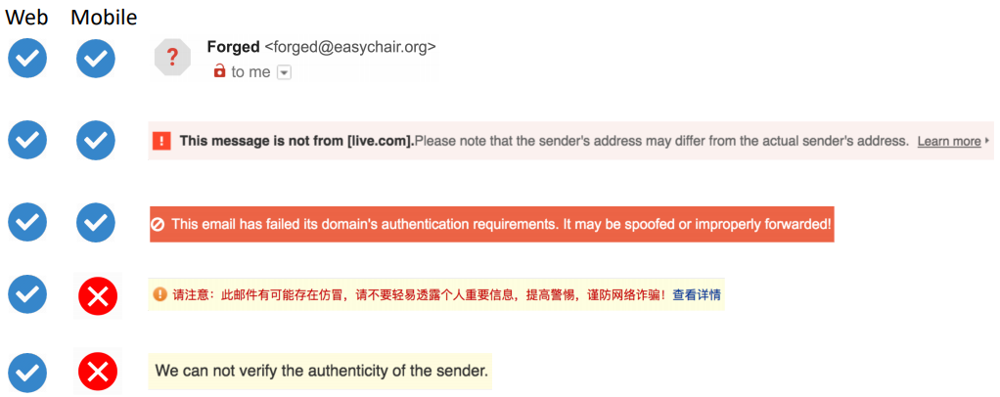 Web Mobile
Forged <forged@easychair.org>
? to me
! This message is not from [live.com].Please note that the sender's address may differ from the actual sender's address. Learn more
This email has failed its domain's authentication requirements. It may be spoofed or improperly forwarded!
! 请注意：此邮件有可能存在仿冒，请不要轻易透露个人重要信息，提高警惕，谨防网络诈骗！查看详情
We can not verify the authenticity of the sender.